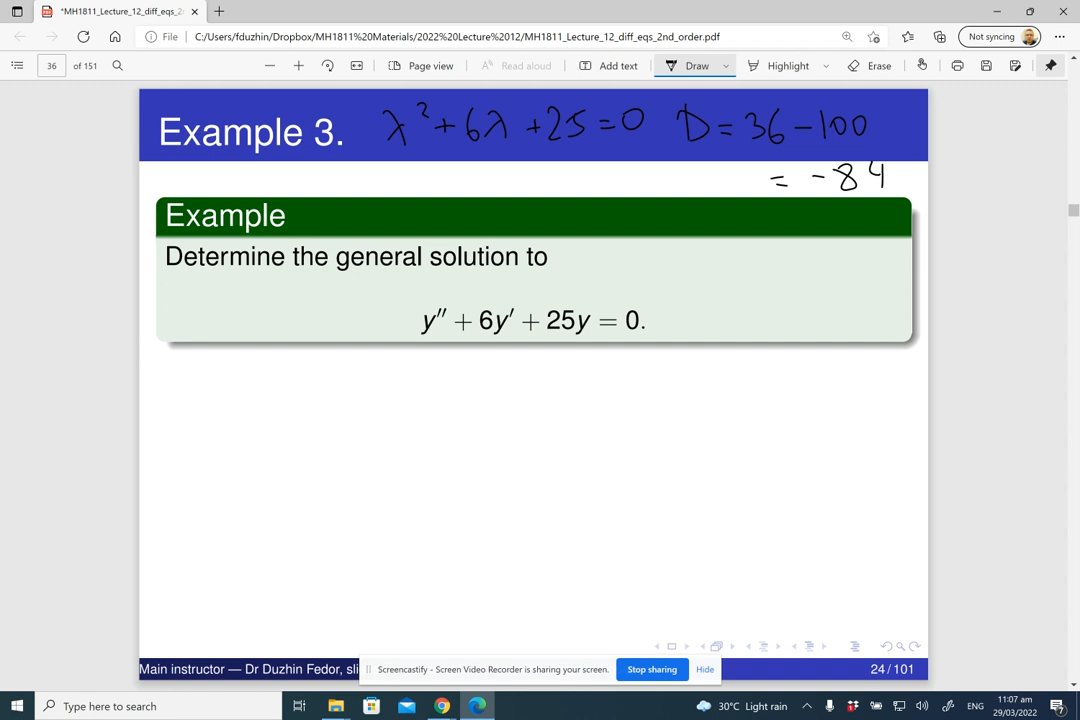 *MH1811_Lecture_12_diff_eqs_2
File
C:/Users/fduzhin/Dropbox/MH1811%20Materials/2022%20Lecture%2012/MH1811_Lecture_12_diff_eqs_2nd_order.pdf
Not syncing
36 of 151
Page view
Read aloud
Add text
Draw
Highlight
Erase
Example 3. λ² + 6λ + 25 = 0 D = 36 - 100
= - 84
Example
Determine the general solution to
y″ + 6y′ + 25y = 0.
Main instructor — Dr Duzhin Fedor, sli
24 / 101
Screencastify - Screen Video Recorder is sharing your screen.
Stop sharing
Hide
Type here to search
30°C Light rain
ENG
11:07 am
29/03/2022
7